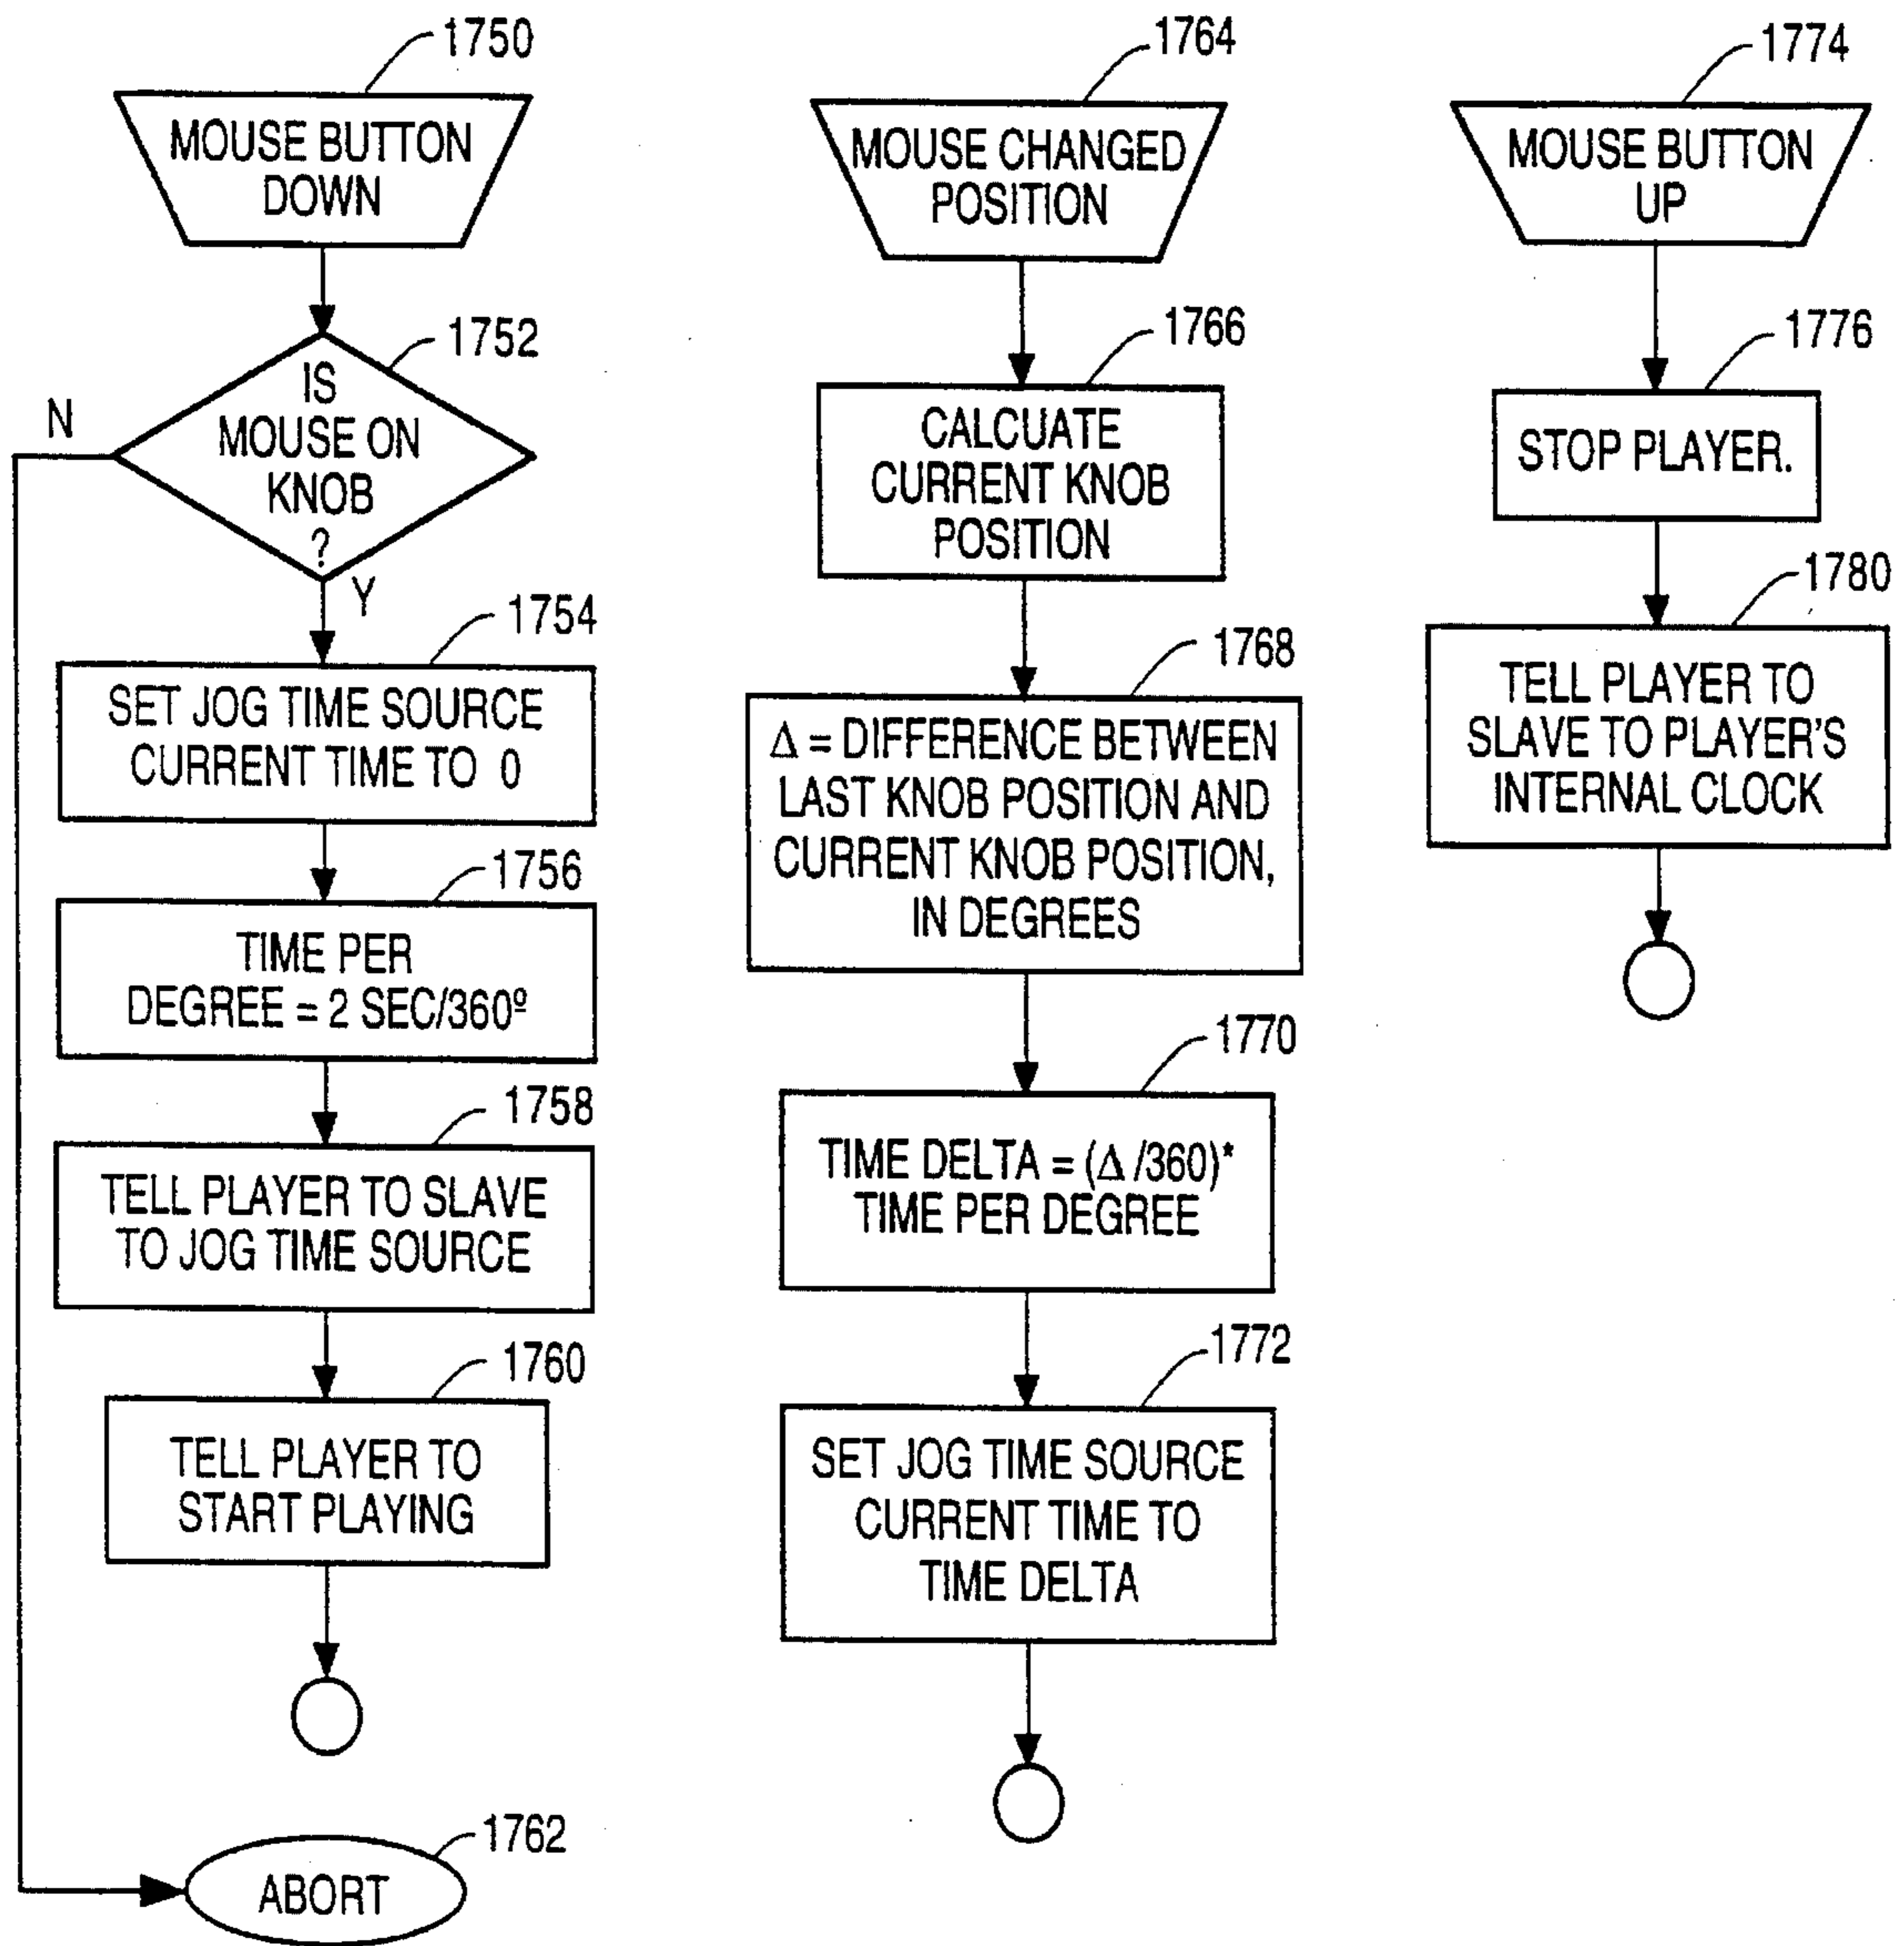 1750
MOUSE BUTTON
DOWN
1752
IS
MOUSE ON
KNOB
?
N
Y
1754
SET JOG TIME SOURCE
CURRENT TIME TO 0
1756
TIME PER
DEGREE = 2 SEC/360º
1758
TELL PLAYER TO SLAVE
TO JOG TIME SOURCE
1760
TELL PLAYER TO
START PLAYING
1762
ABORT
1764
MOUSE CHANGED
POSITION
1766
CALCUATE
CURRENT KNOB
POSITION
1768
Δ = DIFFERENCE BETWEEN
LAST KNOB POSITION AND
CURRENT KNOB POSITION,
IN DEGREES
1770
TIME DELTA = (Δ /360)*
TIME PER DEGREE
1772
SET JOG TIME SOURCE
CURRENT TIME TO
TIME DELTA
1774
MOUSE BUTTON
UP
1776
STOP PLAYER.
1780
TELL PLAYER TO
SLAVE TO PLAYER'S
INTERNAL CLOCK